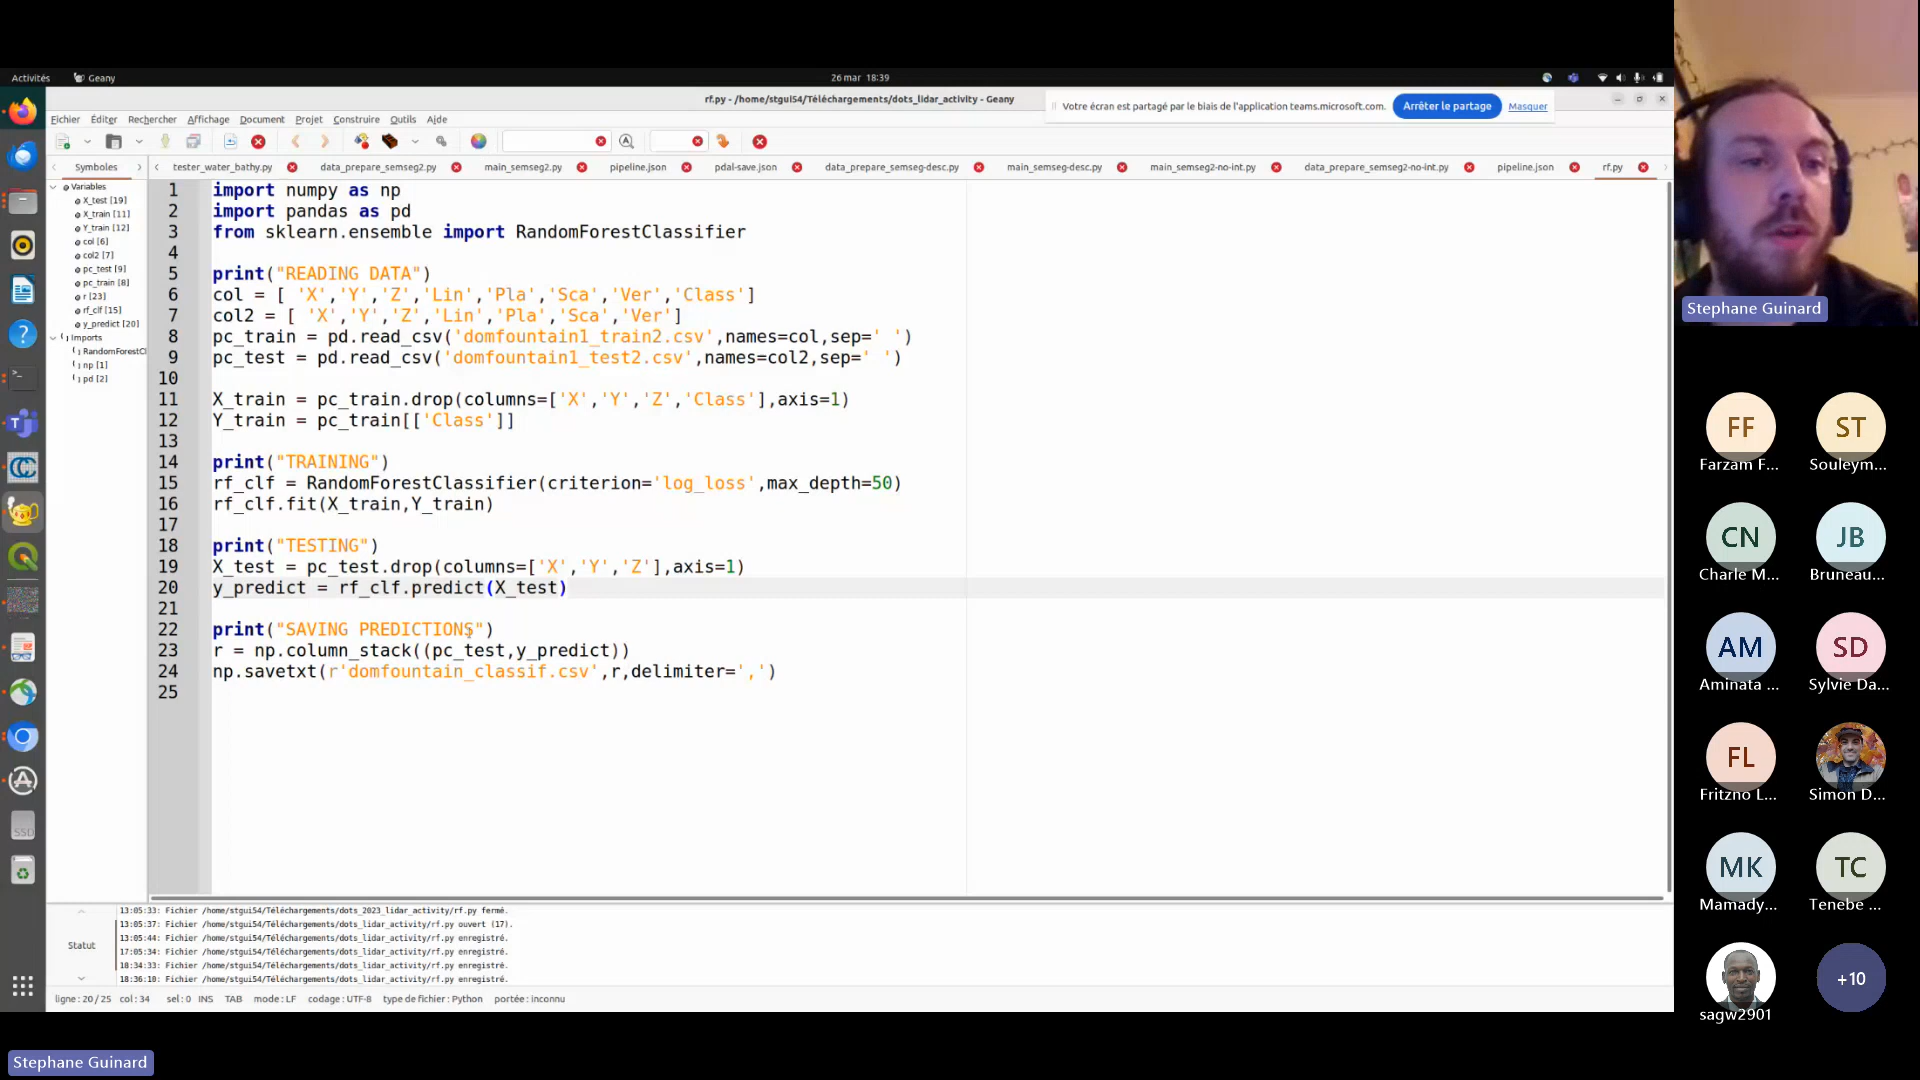 Activités
Geany
26 mar 18:39
rf.py - /home/stgui54/Téléchargements/dots_lidar_activity - Geany
Votre écran est partagé par le biais de l'application teams.microsoft.com.
Arrêter le partage
Masquer
Fichier Éditer Rechercher Affichage Document Projet Construire Outils Aide
Symboles
tester_water_bathy.py
data_prepare_semseg2.py
main_semseg2.py
pipeline.json
pdal-save.json
data_prepare_semseg-desc.py
main_semseg-desc.py
main_semseg2-no-int.py
data_prepare_semseg2-no-int.py
pipeline.json
rf.py
Variables
X_test [19]
X_train [11]
Y_train [12]
col [6]
col2 [7]
pc_test [9]
pc_train [8]
r [23]
rf_clf [15]
y_predict [20]
Imports
RandomForestCl
np [1]
pd [2]
1 import numpy as np
2 import pandas as pd
3 from sklearn.ensemble import RandomForestClassifier
4
5 print("READING DATA")
6 col = [ 'X','Y','Z','Lin','Pla','Sca','Ver','Class']
7 col2 = [ 'X','Y','Z','Lin','Pla','Sca','Ver']
8 pc_train = pd.read_csv('domfountain1_train2.csv',names=col,sep=' ')
9 pc_test = pd.read_csv('domfountain1_test2.csv',names=col2,sep=' ')
10
11 X_train = pc_train.drop(columns=['X','Y','Z','Class'],axis=1)
12 Y_train = pc_train[['Class']]
13
14 print("TRAINING")
15 rf_clf = RandomForestClassifier(criterion='log_loss',max_depth=50)
16 rf_clf.fit(X_train,Y_train)
17
18 print("TESTING")
19 X_test = pc_test.drop(columns=['X','Y','Z'],axis=1)
20 y_predict = rf_clf.predict(X_test)
21
22 print("SAVING PREDICTIONS")
23 r = np.column_stack((pc_test,y_predict))
24 np.savetxt(r'domfountain_classif.csv',r,delimiter=',')
25
Statut
13:05:33: Fichier /home/stgui54/Téléchargements/dots_2023_lidar_activity/rf.py fermé.
13:05:37: Fichier /home/stgui54/Téléchargements/dots_lidar_activity/rf.py ouvert (17).
13:05:44: Fichier /home/stgui54/Téléchargements/dots_lidar_activity/rf.py enregistré.
17:05:34: Fichier /home/stgui54/Téléchargements/dots_lidar_activity/rf.py enregistré.
18:34:33: Fichier /home/stgui54/Téléchargements/dots_lidar_activity/rf.py enregistré.
18:36:10: Fichier /home/stgui54/Téléchargements/dots_lidar_activity/rf.py enregistré.
ligne : 20 / 25 col : 34 sel : 0 INS TAB mode : LF codage : UTF-8 type de fichier : Python portée : inconnu
Stephane Guinard
FF
Farzam F...
ST
Souleym...
CN
Charle M...
JB
Bruneau...
AM
Aminata ...
SD
Sylvie Da...
FL
Fritzno L...
Simon D...
MK
Mamady...
TC
Tenebe ...
sagw2901
+10
SSD
Stephane Guinard